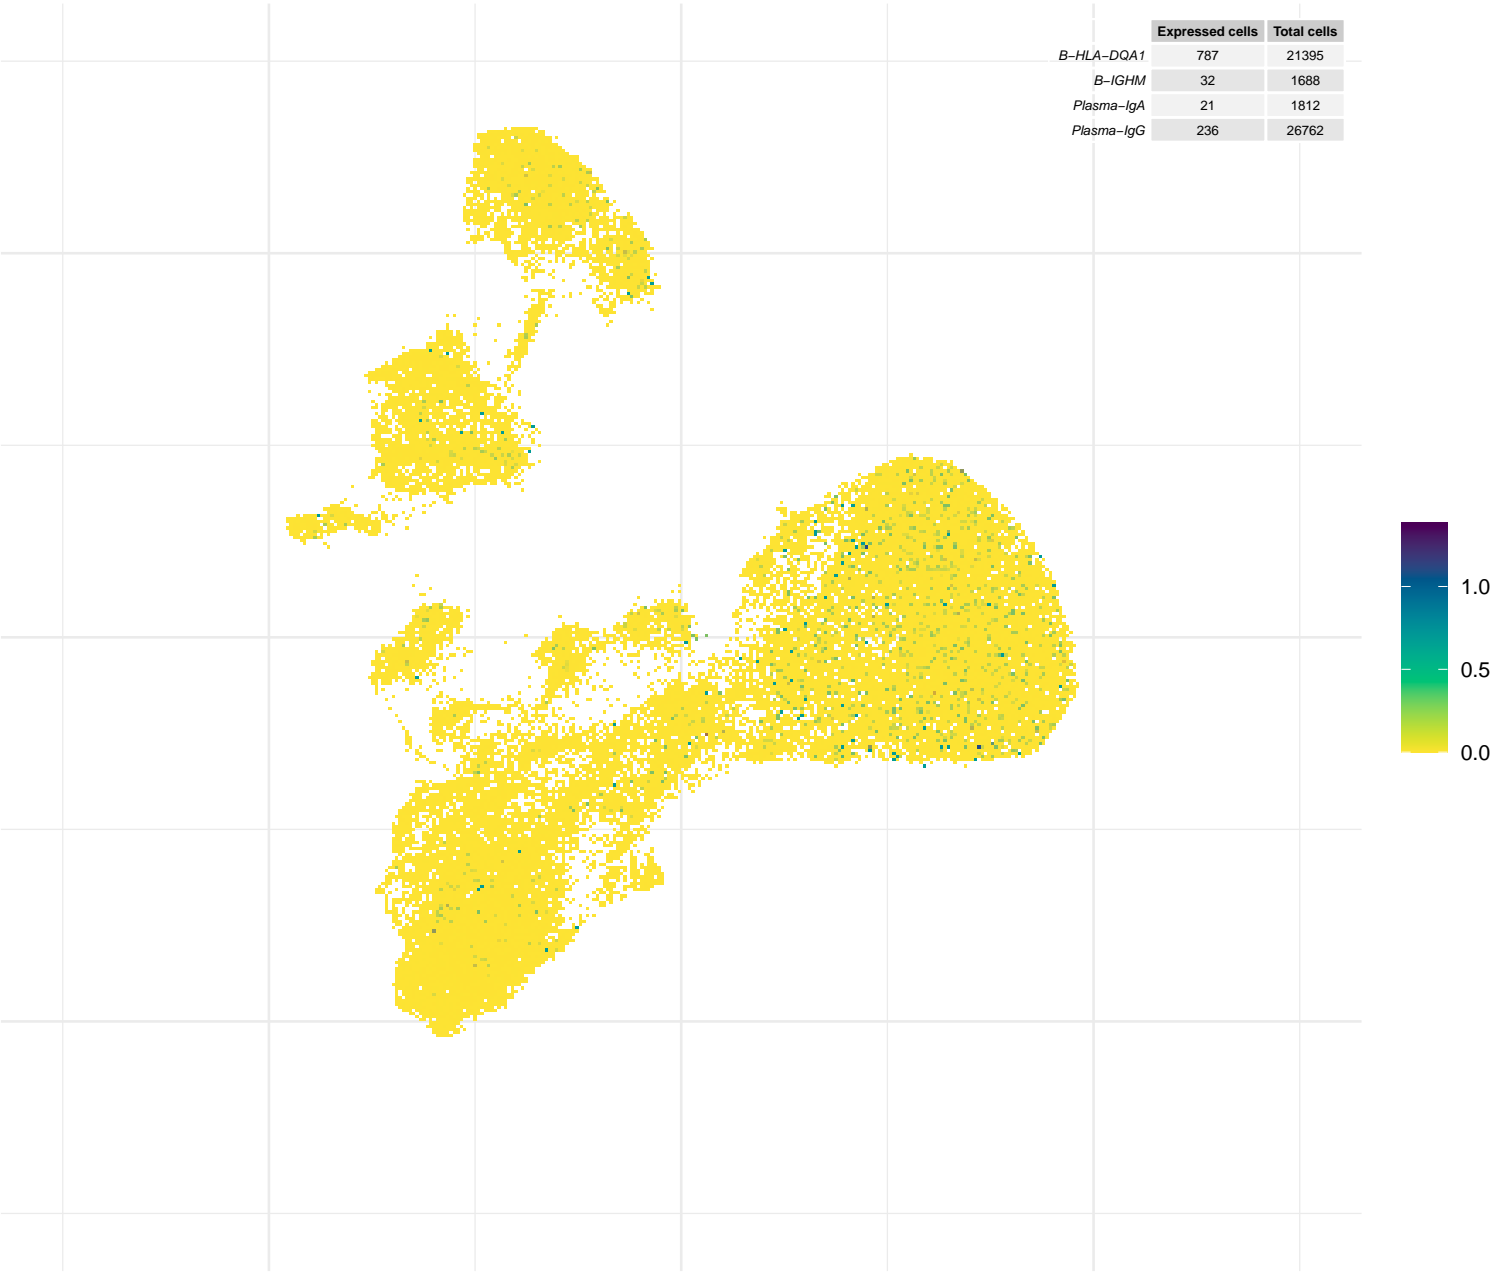 Expressed cells Total cells
B−HLA−DQA1 787 21395
B−IGHM 32 1688
Plasma−IgA 21 1812
Plasma−IgG 236 26762
1.0
0.5
0.0